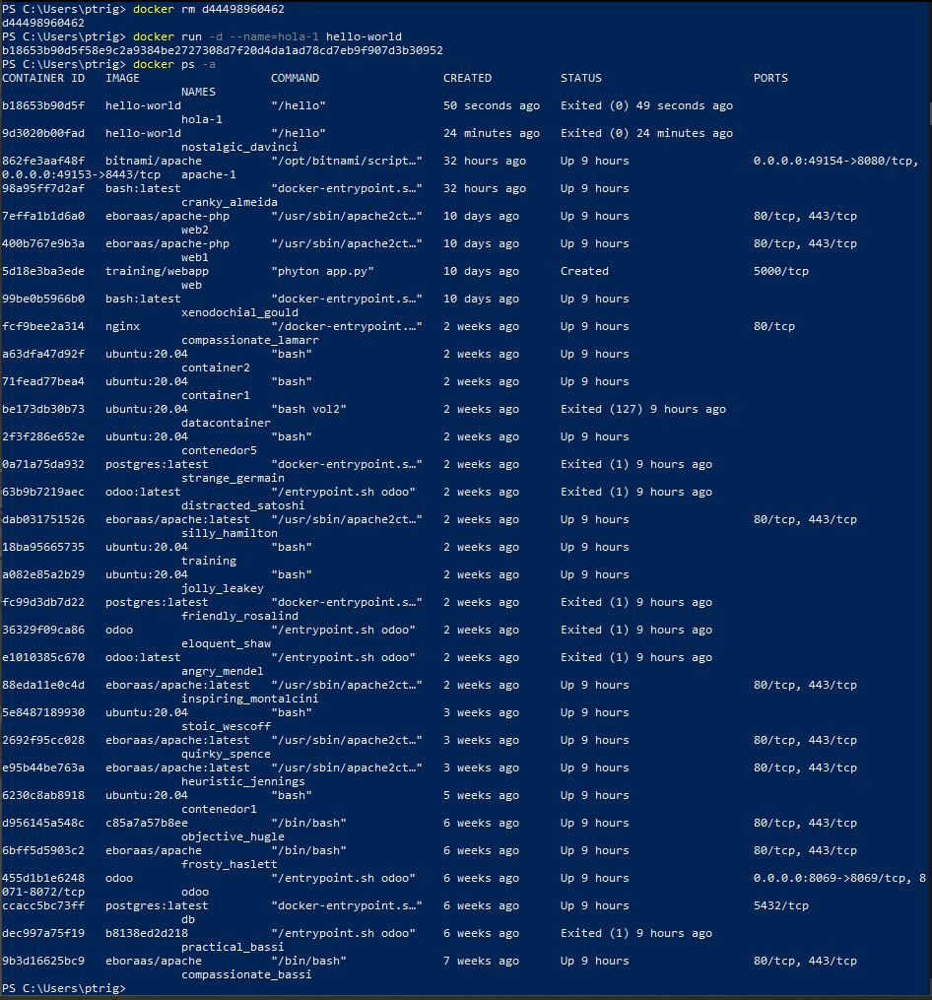 PS C:\Users\ptrig> docker rm d44498960462
d44498960462
PS C:\Users\ptrig> docker run -d --name=hola-1 hello-world
b18653b90d5f58e9c2a9384be2727308d7f20d4da1ad78cd7eb9f907d3b30952
PS C:\Users\ptrig> docker ps -a
CONTAINER ID   IMAGE                   COMMAND                  CREATED          STATUS                      PORTS
                          NAMES
b18653b90d5f   hello-world             "/hello"                 50 seconds ago   Exited (0) 49 seconds ago
                          hola-1
9d3020b00fad   hello-world             "/hello"                 24 minutes ago   Exited (0) 24 minutes ago
                          nostalgic_davinci
862fe3aaf48f   bitnami/apache          "/opt/bitnami/script…"   32 hours ago     Up 9 hours                  0.0.0.0:49154->8080/tcp,
0.0.0.0:49153->8443/tcp   apache-1
98a95ff7d2af   bash:latest             "docker-entrypoint.s…"   32 hours ago     Up 9 hours
                          cranky_almeida
7effa1b1d6a0   eboraas/apache-php      "/usr/sbin/apache2ct…"   10 days ago      Up 9 hours                  80/tcp, 443/tcp
                          web2
400b767e9b3a   eboraas/apache-php      "/usr/sbin/apache2ct…"   10 days ago      Up 9 hours                  80/tcp, 443/tcp
                          web1
5d18e3ba3ede   training/webapp         "phyton app.py"          10 days ago      Created                     5000/tcp
                          web
99be0b5966b0   bash:latest             "docker-entrypoint.s…"   10 days ago      Up 9 hours
                          xenodochial_gould
fcf9bee2a314   nginx                   "/docker-entrypoint.…"   2 weeks ago      Up 9 hours                  80/tcp
                          compassionate_lamarr
a63dfa47d92f   ubuntu:20.04            "bash"                   2 weeks ago      Up 9 hours
                          container2
71fead77bea4   ubuntu:20.04            "bash"                   2 weeks ago      Up 9 hours
                          container1
be173db30b73   ubuntu:20.04            "bash vol2"              2 weeks ago      Exited (127) 9 hours ago
                          datacontainer
2f3f286e652e   ubuntu:20.04            "bash"                   2 weeks ago      Up 9 hours
                          contenedor5
0a71a75da932   postgres:latest         "docker-entrypoint.s…"   2 weeks ago      Exited (1) 9 hours ago
                          strange_germain
63b9b7219aec   odoo:latest             "/entrypoint.sh odoo"    2 weeks ago      Exited (1) 9 hours ago
                          distracted_satoshi
dab031751526   eboraas/apache:latest   "/usr/sbin/apache2ct…"   2 weeks ago      Up 9 hours                  80/tcp, 443/tcp
                          silly_hamilton
18ba95665735   ubuntu:20.04            "bash"                   2 weeks ago      Up 9 hours
                          training
a082e85a2b29   ubuntu:20.04            "bash"                   2 weeks ago      Up 9 hours
                          jolly_leakey
fc99d3db7d22   postgres:latest         "docker-entrypoint.s…"   2 weeks ago      Exited (1) 9 hours ago
                          friendly_rosalind
36329f09ca86   odoo                    "/entrypoint.sh odoo"    2 weeks ago      Exited (1) 9 hours ago
                          eloquent_shaw
e1010385c670   odoo:latest             "/entrypoint.sh odoo"    2 weeks ago      Exited (1) 9 hours ago
                          angry_mendel
88eda11e0c4d   eboraas/apache:latest   "/usr/sbin/apache2ct…"   2 weeks ago      Up 9 hours                  80/tcp, 443/tcp
                          inspiring_montalcini
5e8487189930   ubuntu:20.04            "bash"                   3 weeks ago      Up 9 hours
                          stoic_wescoff
2692f95cc028   eboraas/apache:latest   "/usr/sbin/apache2ct…"   3 weeks ago      Up 9 hours                  80/tcp, 443/tcp
                          quirky_spence
e95b44be763a   eboraas/apache:latest   "/usr/sbin/apache2ct…"   3 weeks ago      Up 9 hours                  80/tcp, 443/tcp
                          heuristic_jennings
6230c8ab8918   ubuntu:20.04            "bash"                   5 weeks ago      Up 9 hours
                          contenedor1
d956145a548c   c85a7a57b8ee            "/bin/bash"              6 weeks ago      Up 9 hours                  80/tcp, 443/tcp
                          objective_hugle
6bff5d5903c2   eboraas/apache          "/bin/bash"              6 weeks ago      Up 9 hours                  80/tcp, 443/tcp
                          frosty_haslett
455d1b1e6248   odoo                    "/entrypoint.sh odoo"    6 weeks ago      Up 9 hours                  0.0.0.0:8069->8069/tcp, 8
071-8072/tcp              odoo
ccacc5bc73ff   postgres:latest         "docker-entrypoint.s…"   6 weeks ago      Up 9 hours                  5432/tcp
                          db
dec997a75f19   b8138ed2d218            "/entrypoint.sh odoo"    6 weeks ago      Exited (1) 9 hours ago
                          practical_bassi
9b3d16625bc9   eboraas/apache          "/bin/bash"              7 weeks ago      Up 9 hours                  80/tcp, 443/tcp
                          compassionate_bassi
PS C:\Users\ptrig>